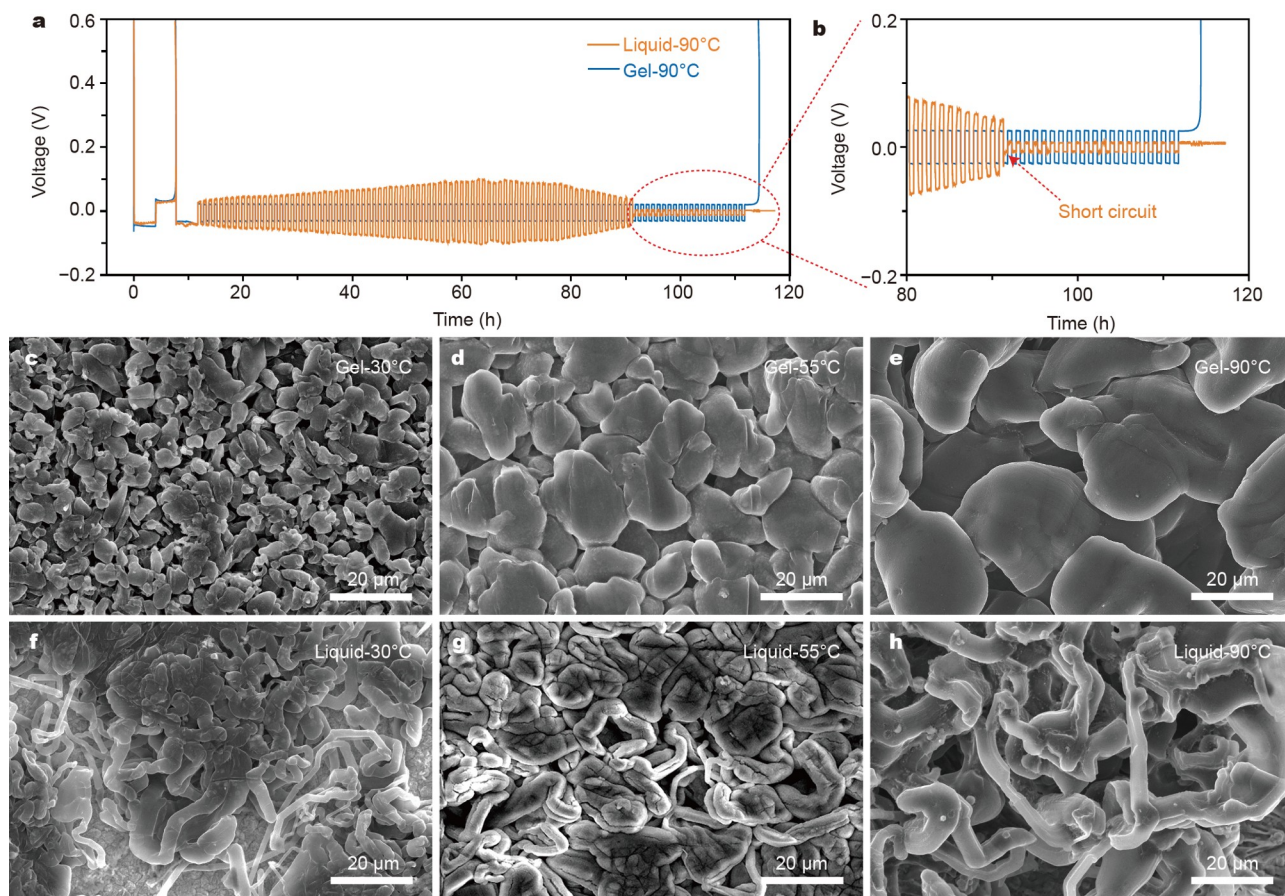 a
0.6
0.4
0.2
0.0
−0.2
Voltage (V)
Liquid-90°C
Gel-90°C
0 20 40 60 80 100 120
Time (h)
b
0.2
0.0
−0.2
Voltage (V)
Short circuit
80 100 120
Time (h)
c Gel-30°C
20 µm
d Gel-55°C
20 µm
e Gel-90°C
20 µm
f Liquid-30°C
20 µm
g Liquid-55°C
20 µm
h Liquid-90°C
20 µm